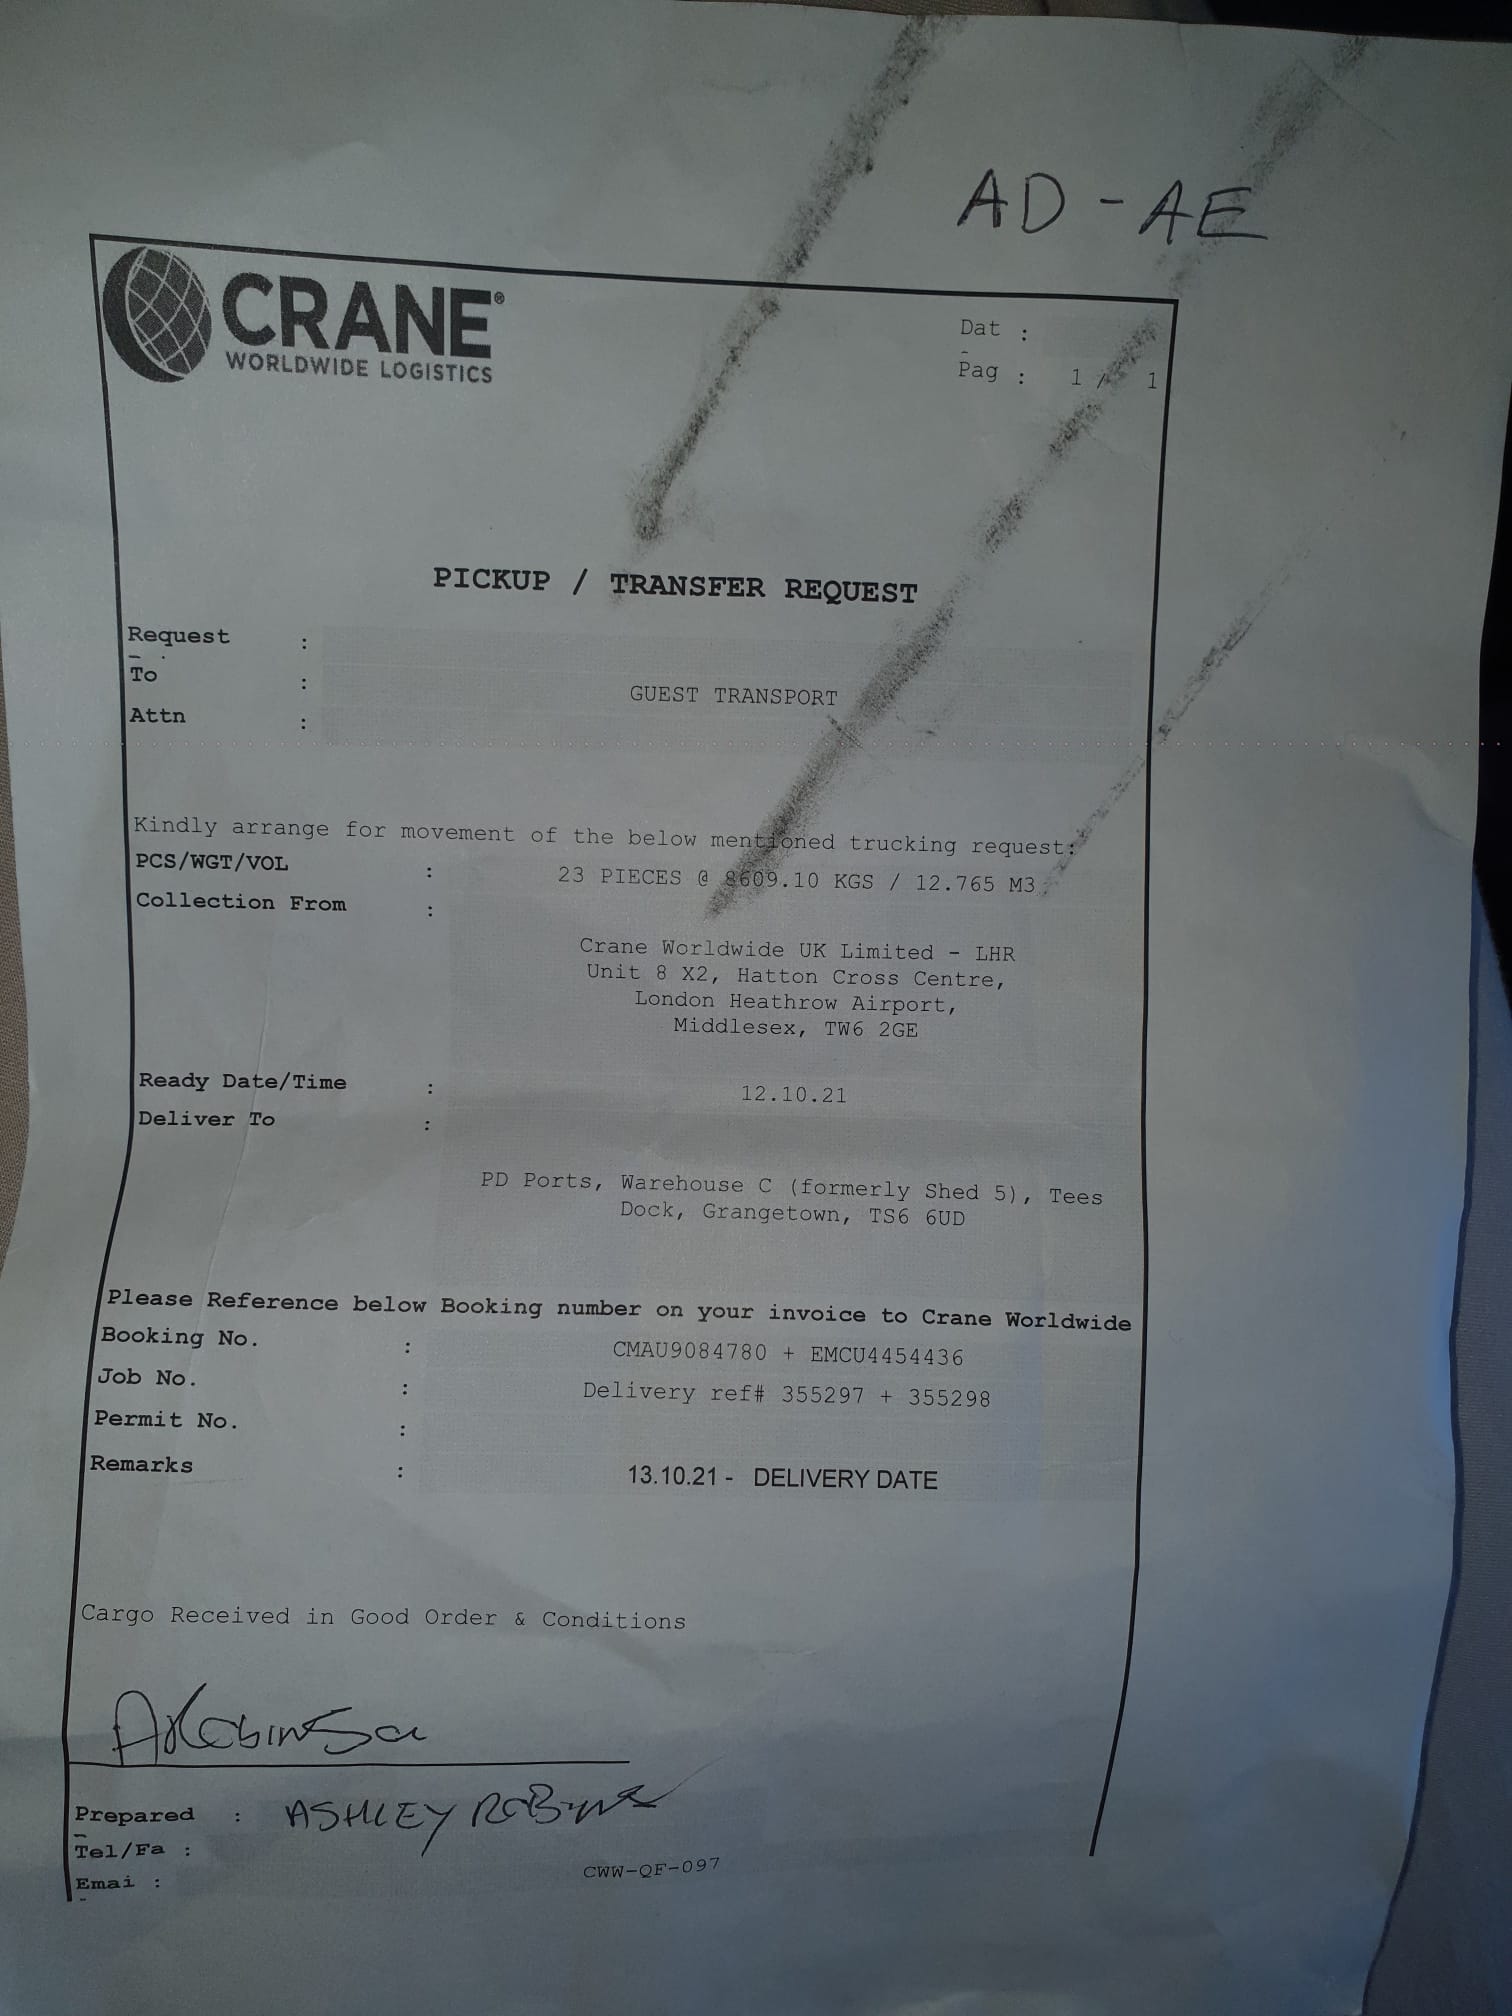 AD - AE
CRANE®
WORLDWIDE LOGISTICS
Dat :
Pag : 1 / 1
PICKUP / TRANSFER REQUEST
Request :
To :
GUEST TRANSPORT
Attn :
Kindly arrange for movement of the below mentioned trucking request:
PCS/WGT/VOL : 23 PIECES @ 8609.10 KGS / 12.765 M3
Collection From :
Crane Worldwide UK Limited - LHR
Unit 8 X2, Hatton Cross Centre,
London Heathrow Airport,
Middlesex, TW6 2GE
Ready Date/Time : 12.10.21
Deliver To :
PD Ports, Warehouse C (formerly Shed 5), Tees
Dock, Grangetown, TS6 6UD
Please Reference below Booking number on your invoice to Crane Worldwide
Booking No. : CMAU9084780 + EMCU4454436
Job No. : Delivery ref# 355297 + 355298
Permit No. :
Remarks : 13.10.21 - DELIVERY DATE
Cargo Received in Good Order & Conditions
Prepared : ASHLEY
Tel/Fa :
Emai :
CWW-QF-097